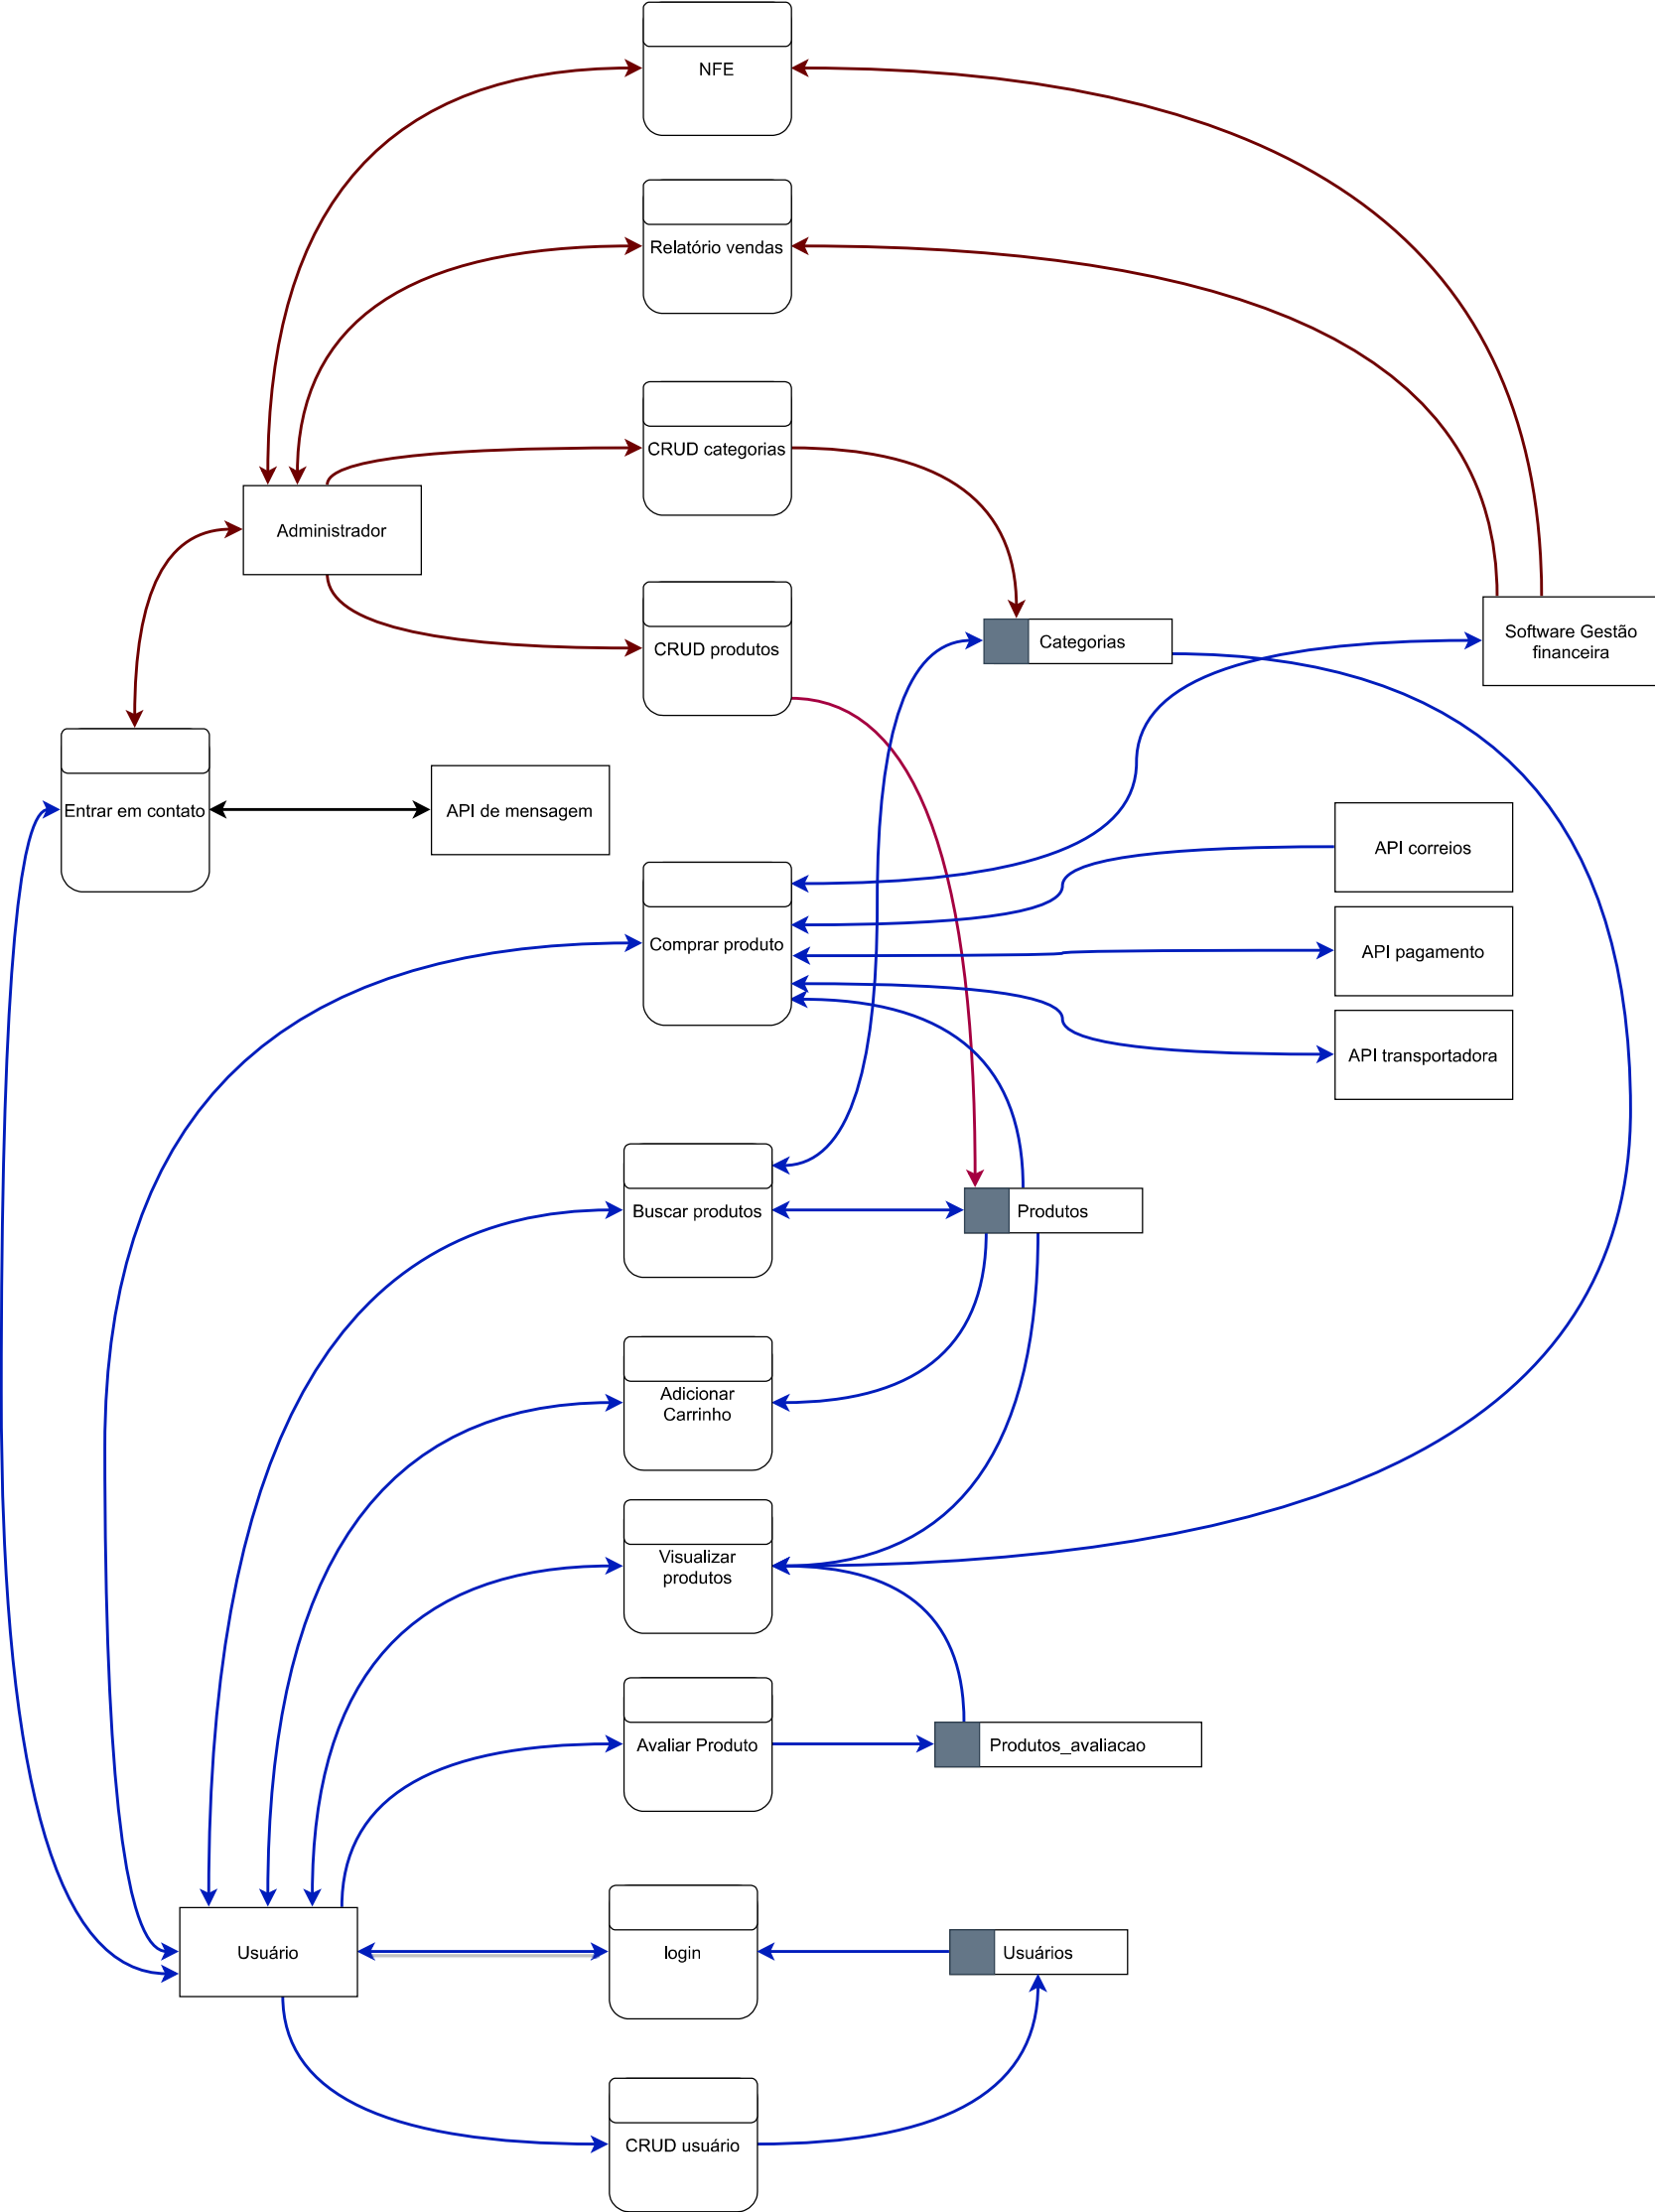 NFE
Relatório vendas
CRUD categorias
Administrador
CRUD produtos
Categorias
Software Gestão
financeira
Entrar em contato
API de mensagem
API correios
Comprar produto
API pagamento
API transportadora
Buscar produtos
Produtos
Adicionar
Carrinho
Visualizar
produtos
Avaliar Produto
Produtos_avaliacao
Usuário
login
Usuários
CRUD usuário